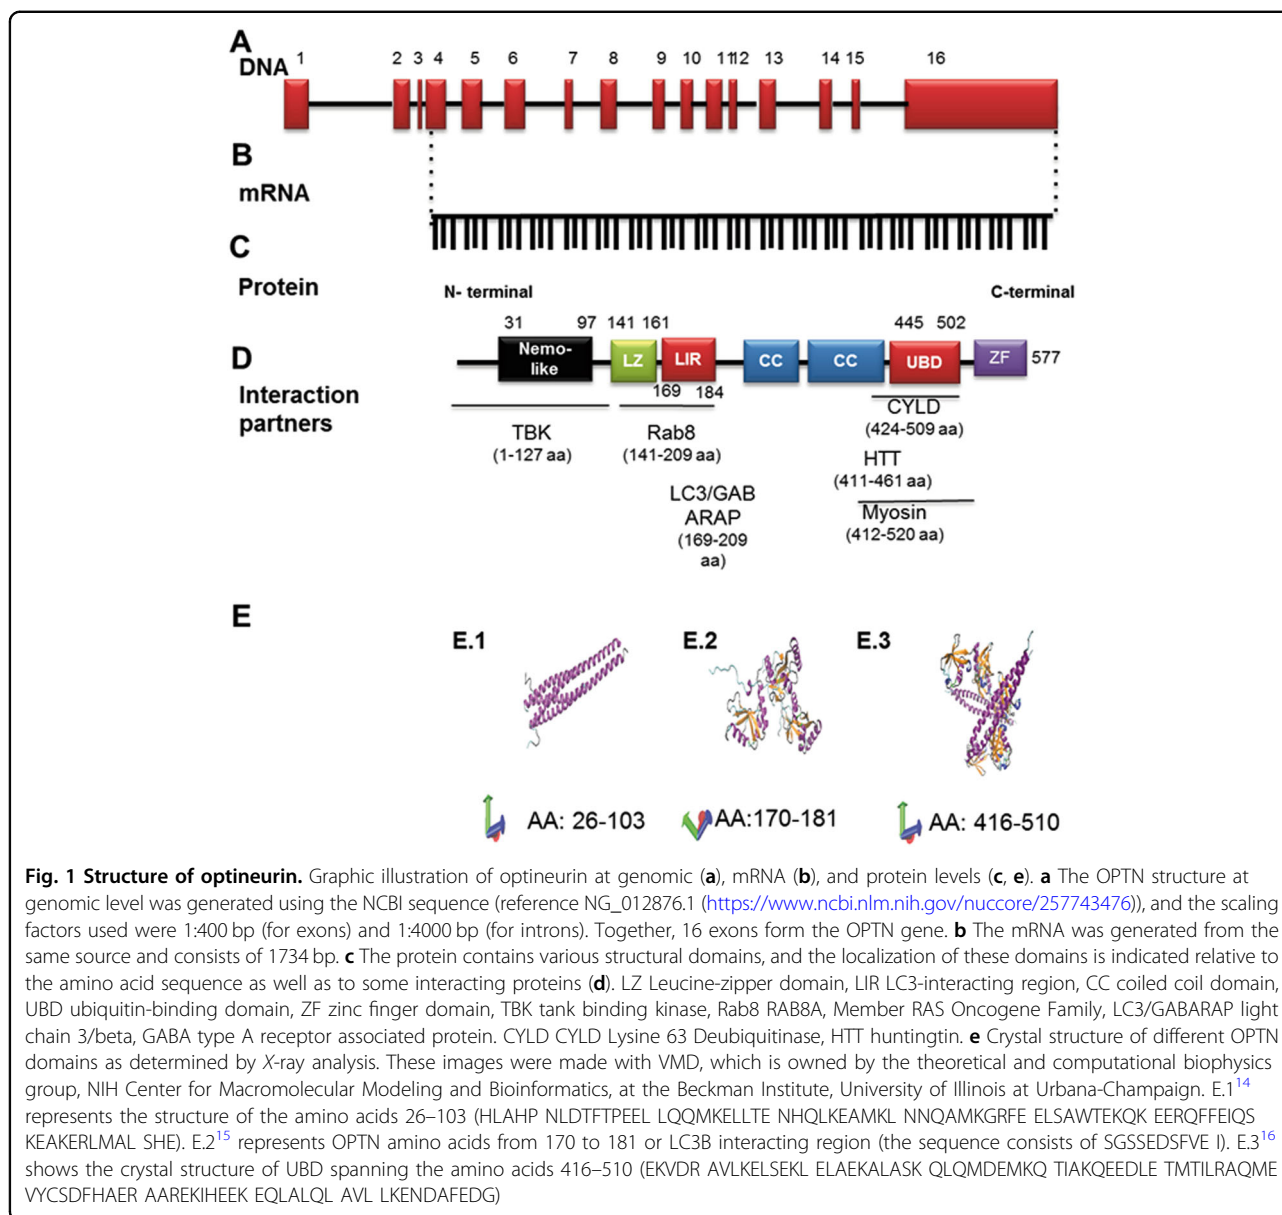 A
DNA
1 2 3 4 5 6 7 8 9 10 11 12 13 14 15 16
B
mRNA
C
Protein
N- terminal
C-terminal
31 97 141 161 445 502
D
Nemo-
like
LZ
LIR
CC
CC
UBD
ZF
577
169 184
Interaction
partners
TBK
(1-127 aa)
Rab8
(141-209 aa)
LC3/GAB
ARAP
(169-209
aa)
CYLD
(424-509 aa)
HTT
(411-461 aa)
Myosin
(412-520 aa)
E
E.1
E.2
E.3
AA: 26-103
AA:170-181
AA: 416-510
Fig. 1 Structure of optineurin. Graphic illustration of optineurin at genomic (a), mRNA (b), and protein levels (c, e). a The OPTN structure at
genomic level was generated using the NCBI sequence (reference NG_012876.1 (https://www.ncbi.nlm.nih.gov/nuccore/257743476)), and the scaling
factors used were 1:400 bp (for exons) and 1:4000 bp (for introns). Together, 16 exons form the OPTN gene. b The mRNA was generated from the
same source and consists of 1734 bp. c The protein contains various structural domains, and the localization of these domains is indicated relative to
the amino acid sequence as well as to some interacting proteins (d). LZ Leucine-zipper domain, LIR LC3-interacting region, CC coiled coil domain,
UBD ubiquitin-binding domain, ZF zinc finger domain, TBK tank binding kinase, Rab8 RAB8A, Member RAS Oncogene Family, LC3/GABARAP light
chain 3/beta, GABA type A receptor associated protein. CYLD CYLD Lysine 63 Deubiquitinase, HTT huntingtin. e Crystal structure of different OPTN
domains as determined by X-ray analysis. These images were made with VMD, which is owned by the theoretical and computational biophysics
group, NIH Center for Macromolecular Modeling and Bioinformatics, at the Beckman Institute, University of Illinois at Urbana-Champaign. E.1¹⁴
represents the structure of the amino acids 26–103 (HLAHP NLDTFTPEEL LQQMKELLTE NHQLKEAMKL NNQAMKGRFE ELSAWTEKQK EERQFFEIQS
KEAKERLMAL SHE). E.2¹⁵ represents OPTN amino acids from 170 to 181 or LC3B interacting region (the sequence consists of SGSSEDSFVE I). E.3¹⁶
shows the crystal structure of UBD spanning the amino acids 416–510 (EKVDR AVLKELSEKL ELAEKALASK QLQMDEMKQ TIAKQEEDLE TMTILRAQME
VYCSDFHAER AAREKIHEEK EQLALQL AVL LKENDAFEDG)